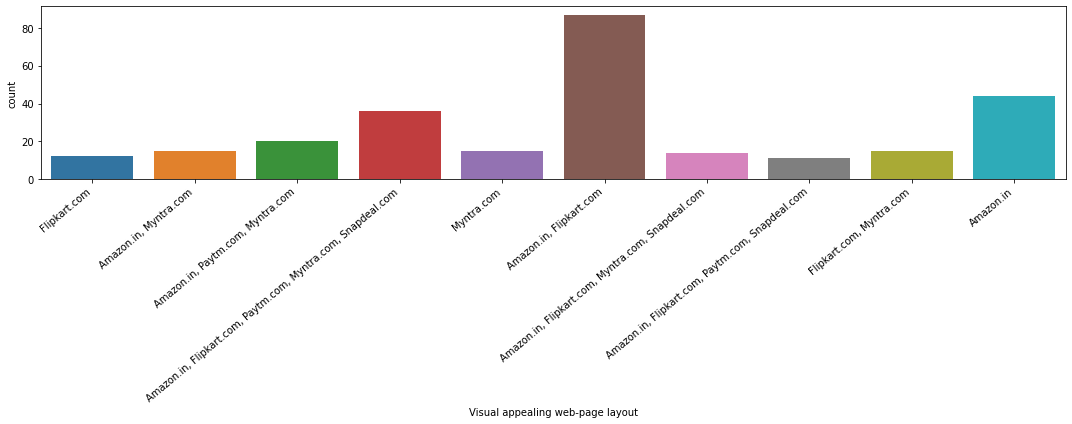 count
80
60
40
20
0
Flipkart.com
Amazon.in, Myntra.com
Amazon.in, Paytm.com, Myntra.com
Amazon.in, Flipkart.com, Paytm.com, Myntra.com, Snapdeal.com
Myntra.com
Amazon.in, Flipkart.com
Amazon.in, Flipkart.com, Myntra.com, Snapdeal.com
Amazon.in, Flipkart.com, Paytm.com, Snapdeal.com
Flipkart.com, Myntra.com
Amazon.in
Visual appealing web-page layout